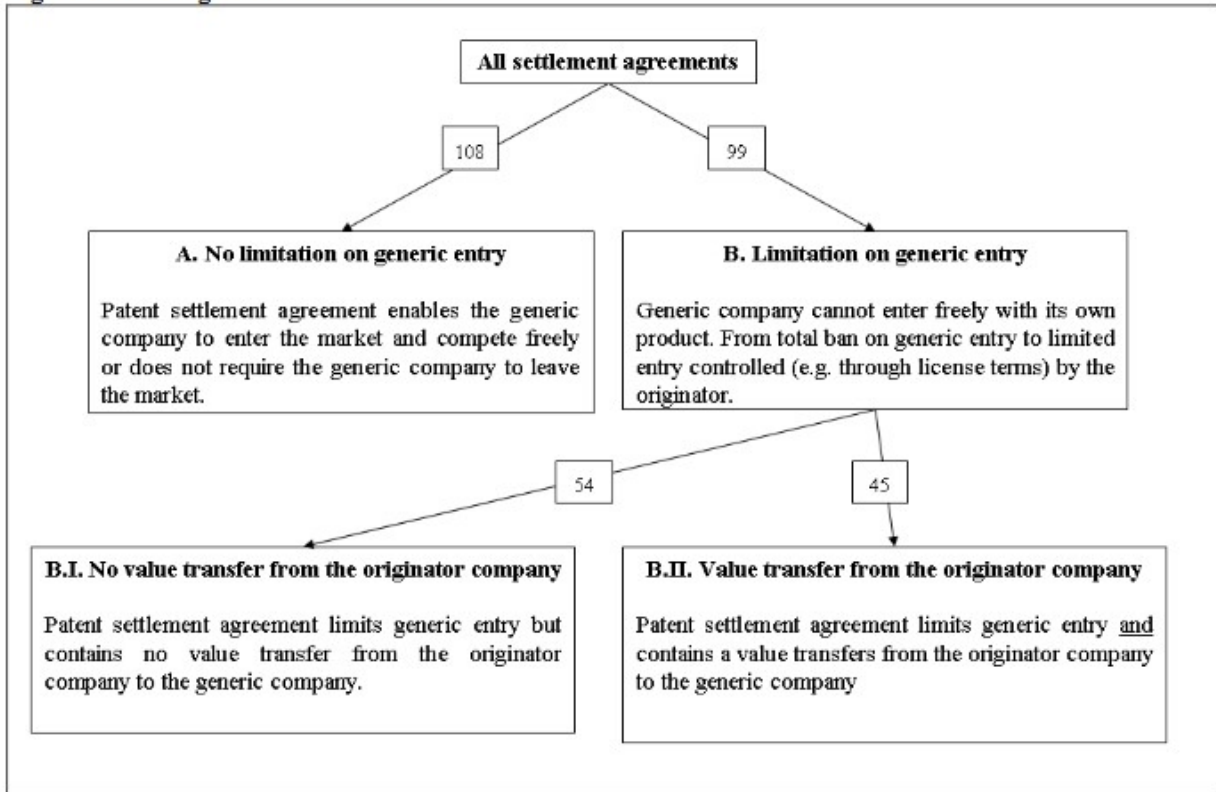 All settlement agreements
108
99
A. No limitation on generic entry
Patent settlement agreement enables the generic
company to enter the market and compete freely
or does not require the generic company to leave
the market.
B. Limitation on generic entry
Generic company cannot enter freely with its own
product. From total ban on generic entry to limited
entry controlled (e.g. through license terms) by the
originator.
54
45
B.I. No value transfer from the originator company
Patent settlement agreement limits generic entry but
contains no value transfer from the originator
company to the generic company.
B.II. Value transfer from the originator company
Patent settlement agreement limits generic entry and
contains a value transfers from the originator company
to the generic company